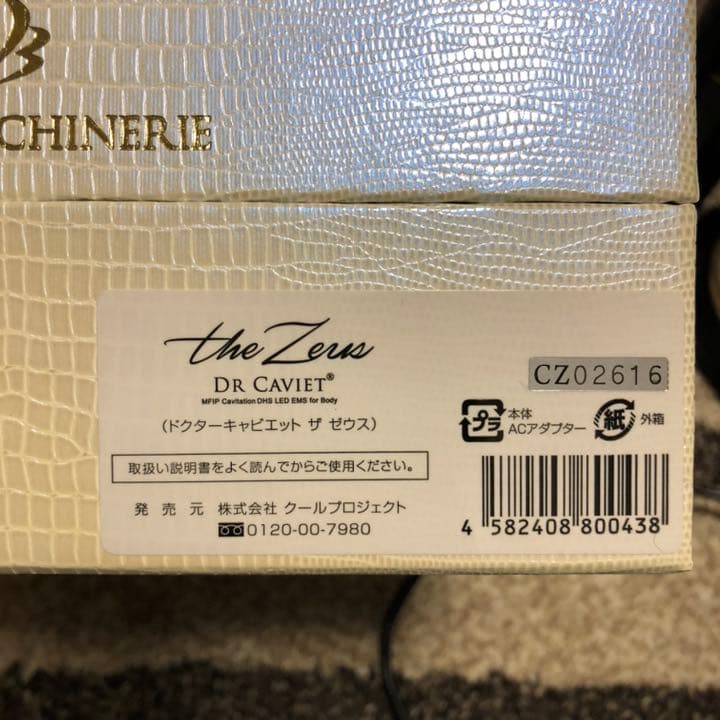 CHINERIE
the Zeus
DR CAVIET®
MFIP Cavitation DHS LED EMS for Body
(ドクターキャビエット ザ ゼウス)
CZ02616
プラ 本体 ACアダプター
紙 外箱
取扱い説明書をよく読んでからご使用ください。
発 売 元 株式会社 クールプロジェクト
0120-00-7980
4 582408 800438